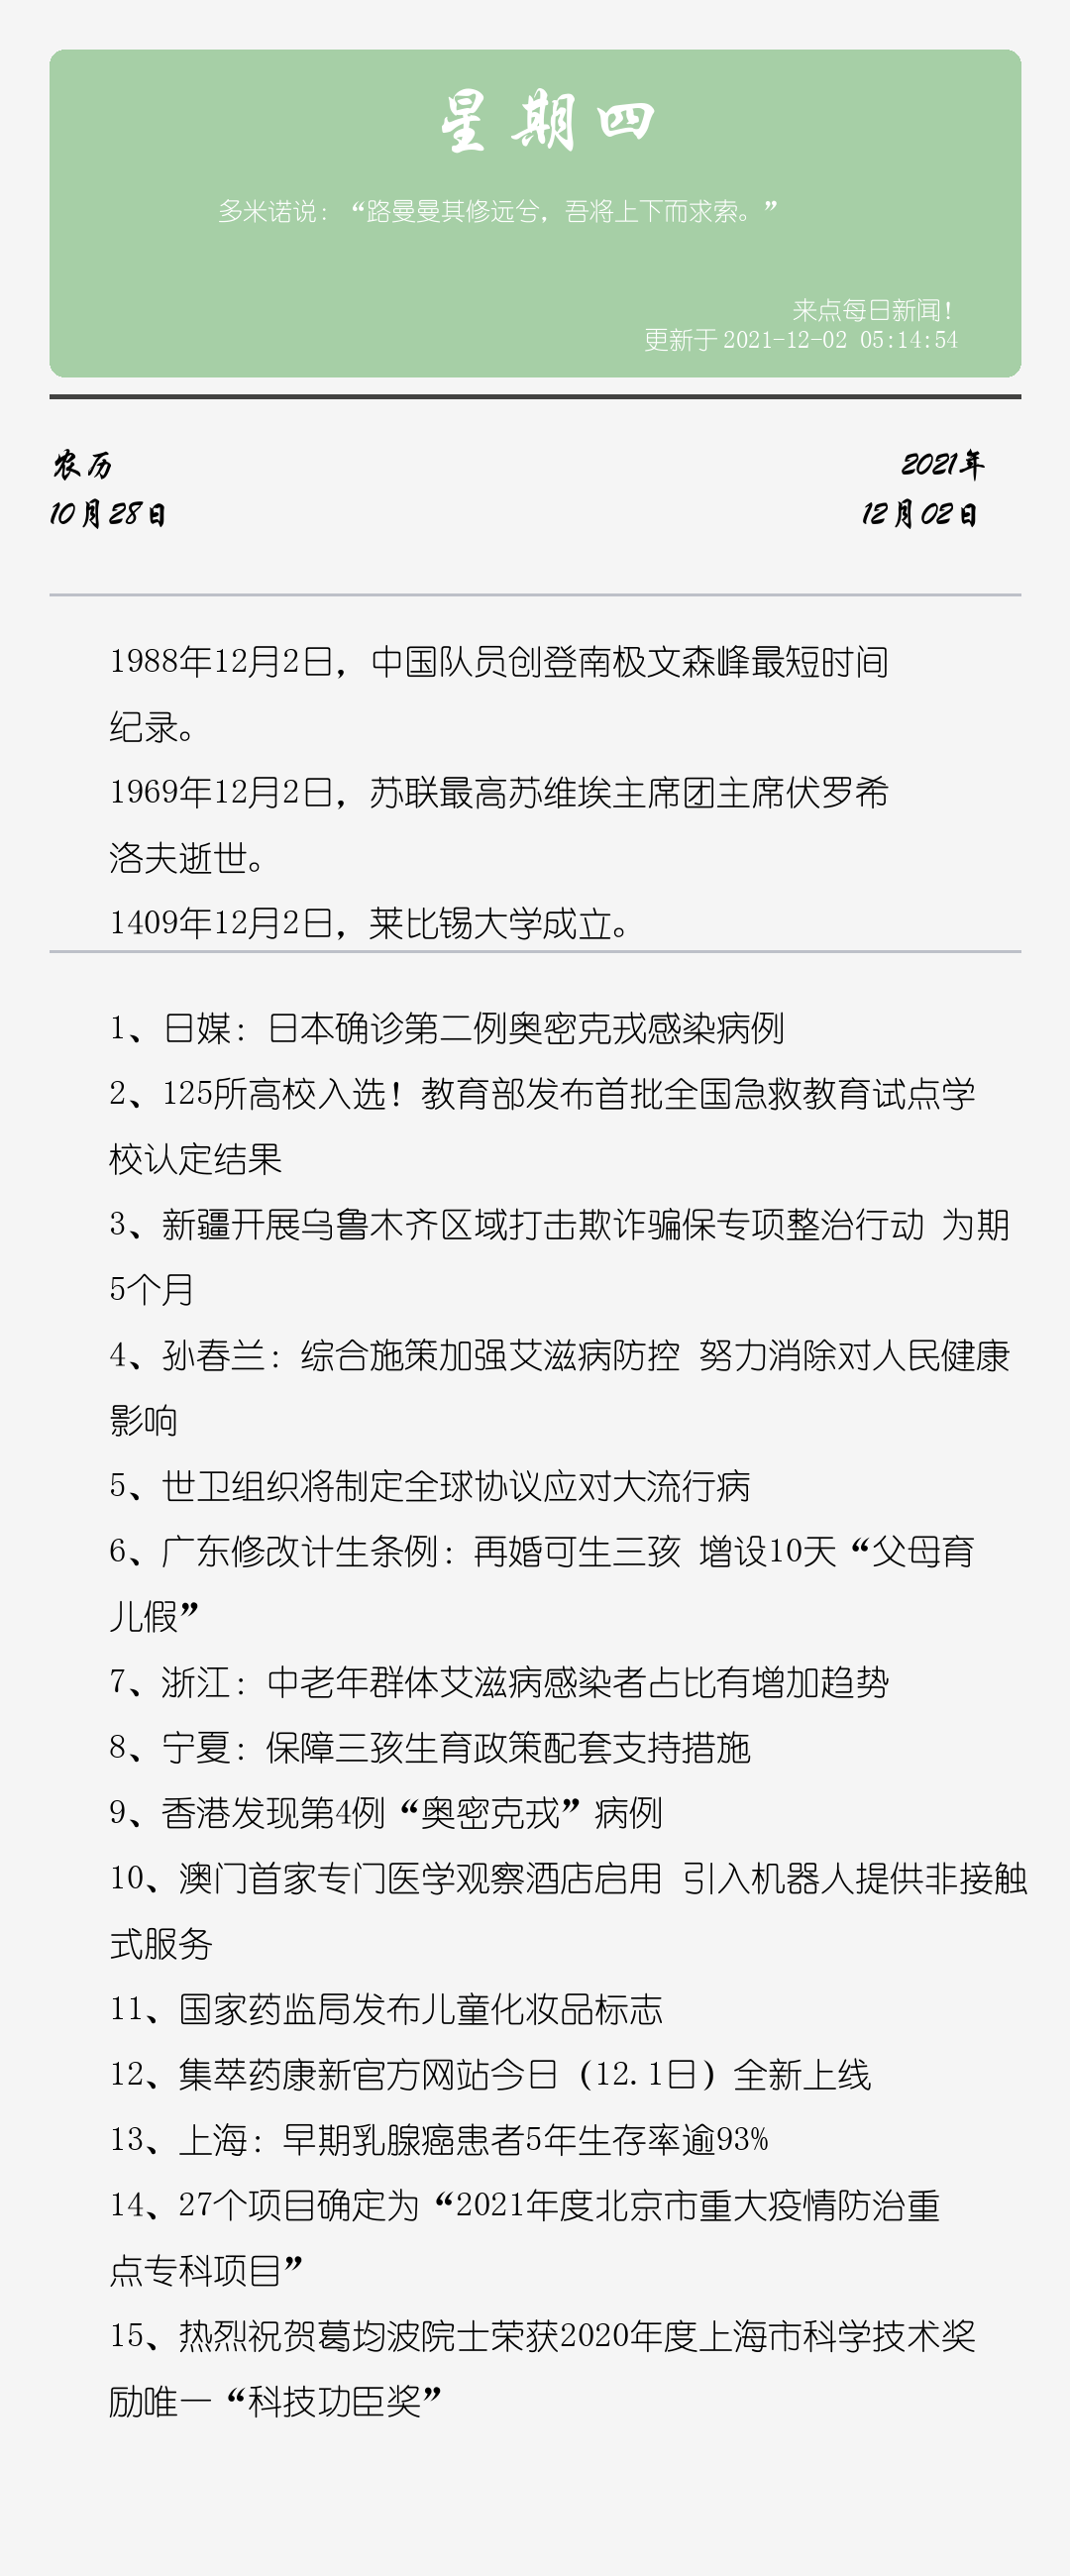 星期四
多米诺说：“路曼曼其修远兮，吾将上下而求索。”
来点每日新闻！
更新于 2021-12-02 05:14:54
农历
2021年
10月28日
12月02日
1988年12月2日，中国队员创登南极文森峰最短时间
纪录。
1969年12月2日，苏联最高苏维埃主席团主席伏罗希
洛夫逝世。
1409年12月2日，莱比锡大学成立。
1、日媒：日本确诊第二例奥密克戎感染病例
2、125所高校入选！教育部发布首批全国急救教育试点学
校认定结果
3、新疆开展乌鲁木齐区域打击欺诈骗保专项整治行动 为期
5个月
4、孙春兰：综合施策加强艾滋病防控 努力消除对人民健康
影响
5、世卫组织将制定全球协议应对大流行病
6、广东修改计生条例：再婚可生三孩 增设10天“父母育
儿假”
7、浙江：中老年群体艾滋病感染者占比有增加趋势
8、宁夏：保障三孩生育政策配套支持措施
9、香港发现第4例“奥密克戎”病例
10、澳门首家专门医学观察酒店启用 引入机器人提供非接触
式服务
11、国家药监局发布儿童化妆品标志
12、集萃药康新官方网站今日（12.1日）全新上线
13、上海：早期乳腺癌患者5年生存率逾93%
14、27个项目确定为“2021年度北京市重大疫情防治重
点专科项目”
15、热烈祝贺葛均波院士荣获2020年度上海市科学技术奖
励唯一“科技功臣奖”